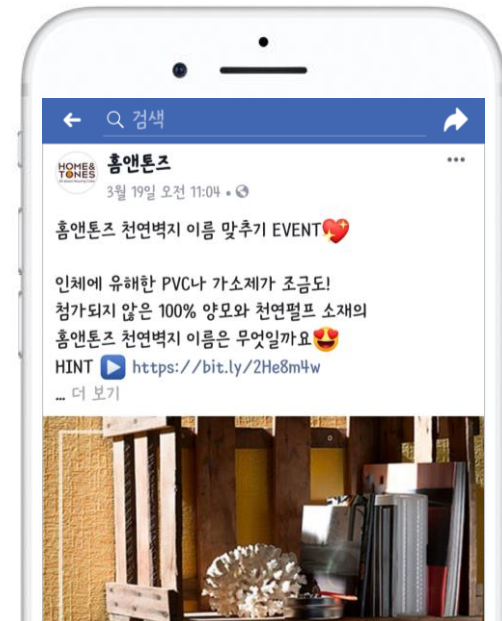 검색
HOME&
TONES
홈앤톤즈
3월 19일 오전 11:04
홈앤톤즈 천연벽지 이름 맞추기 EVENT💖
인체에 유해한 PVC나 가소제가 조금도!
첨가되지 않은 100% 양모와 천연펄프 소재의
홈앤톤즈 천연벽지 이름은 무엇일까요😍
HINT ▶️ https://bit.ly/2He8m4w
... 더 보기